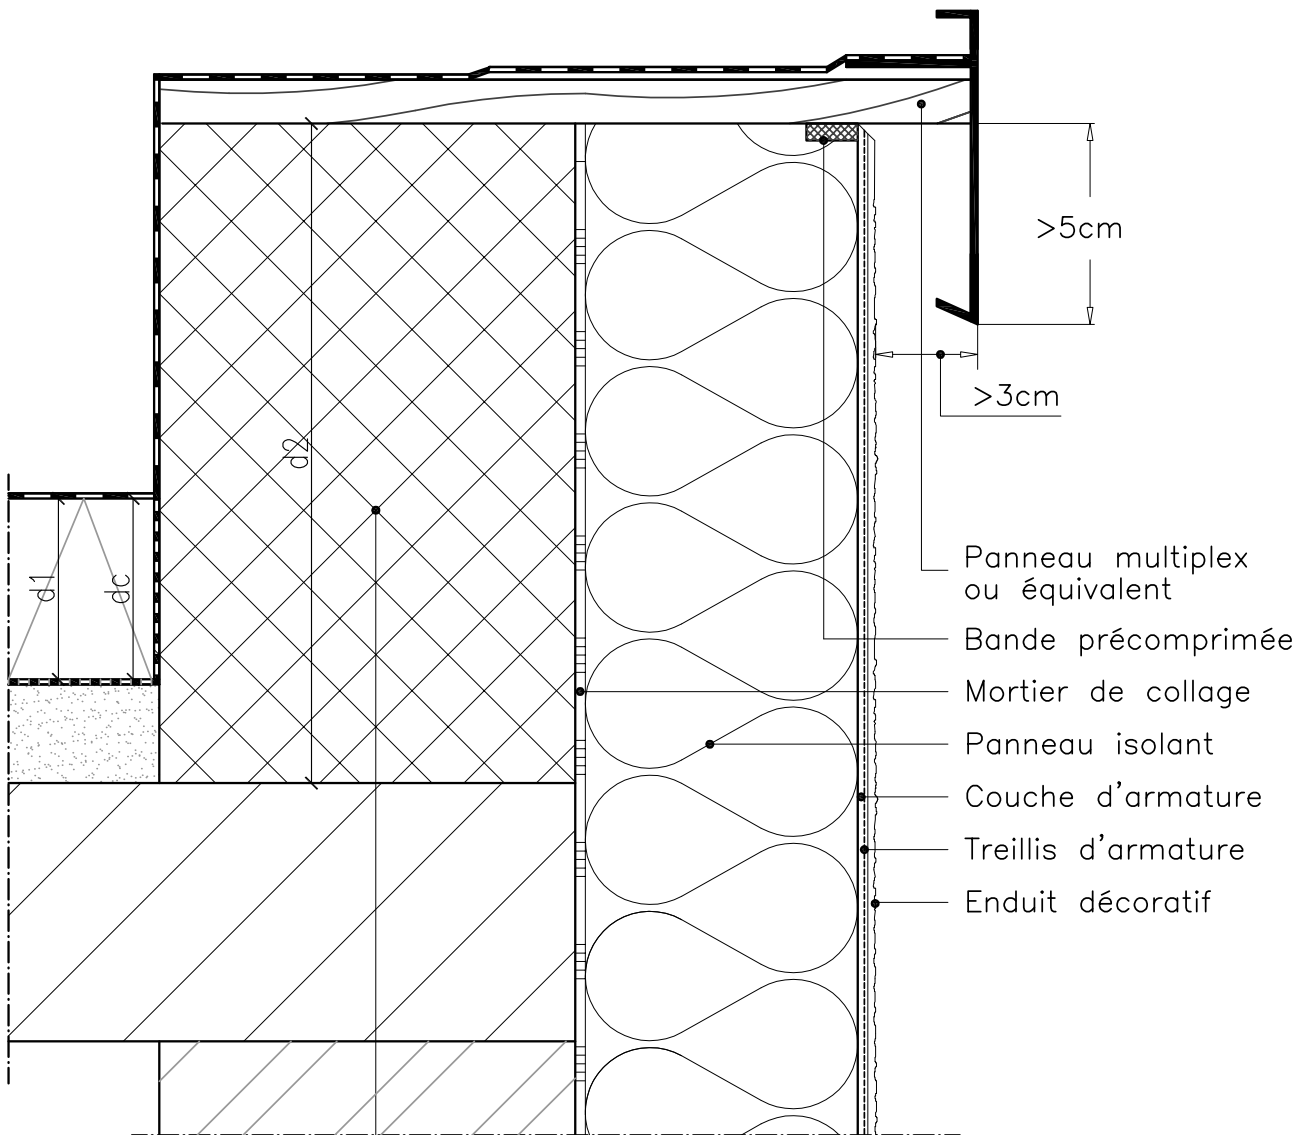 >5cm
>3cm
d2
d1
dc
Panneau multiplex
ou équivalent
Bande précomprimée
Mortier de collage
Panneau isolant
Couche d'armature
Treillis d'armature
Enduit décoratif